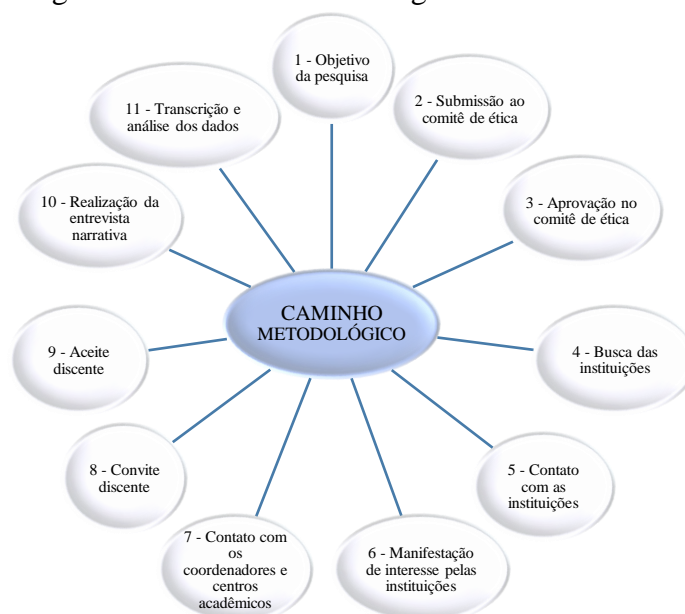 1 - Objetivo
da pesquisa
2 - Submissão ao
comitê de ética
3 - Aprovação no
comitê de ética
4 - Busca das
instituições
5 - Contato
com as
instituições
6 - Manifestação
de interesse pelas
instituições
7 - Contato com
os
coordenadores e
centros
acadêmicos
8 - Convite
discente
9 - Aceite
discente
10 - Realização da
entrevista
narrativa
11 - Transcrição e
análise dos dados
CAMINHO
METODOLÓGICO